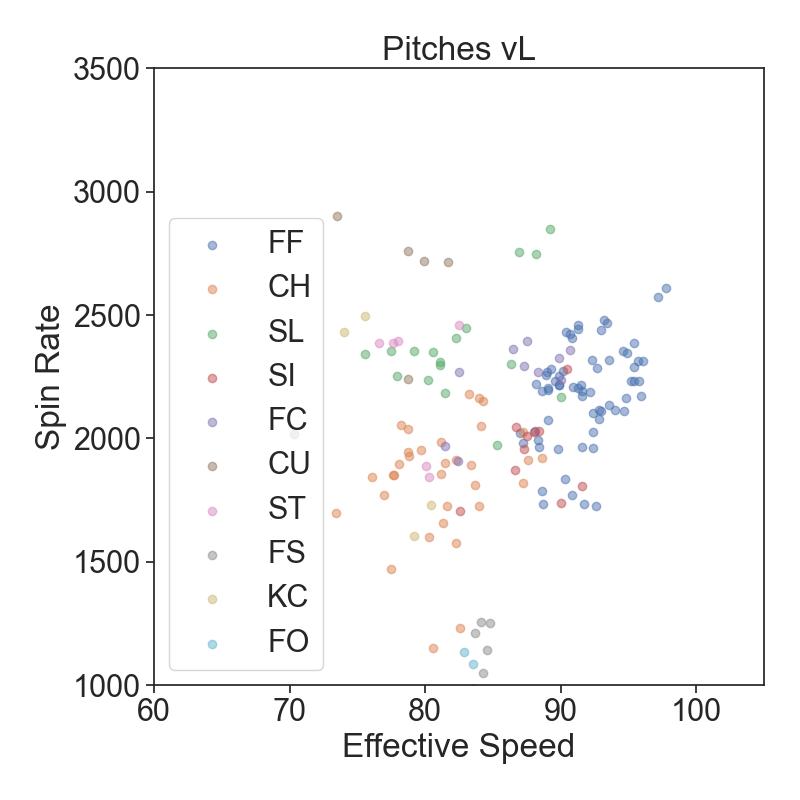 Pitches vL
3500
3000
2500
2000
1500
1000
Spin Rate
FF
CH
SL
SI
FC
CU
ST
FS
KC
FO
60 70 80 90 100
Effective Speed